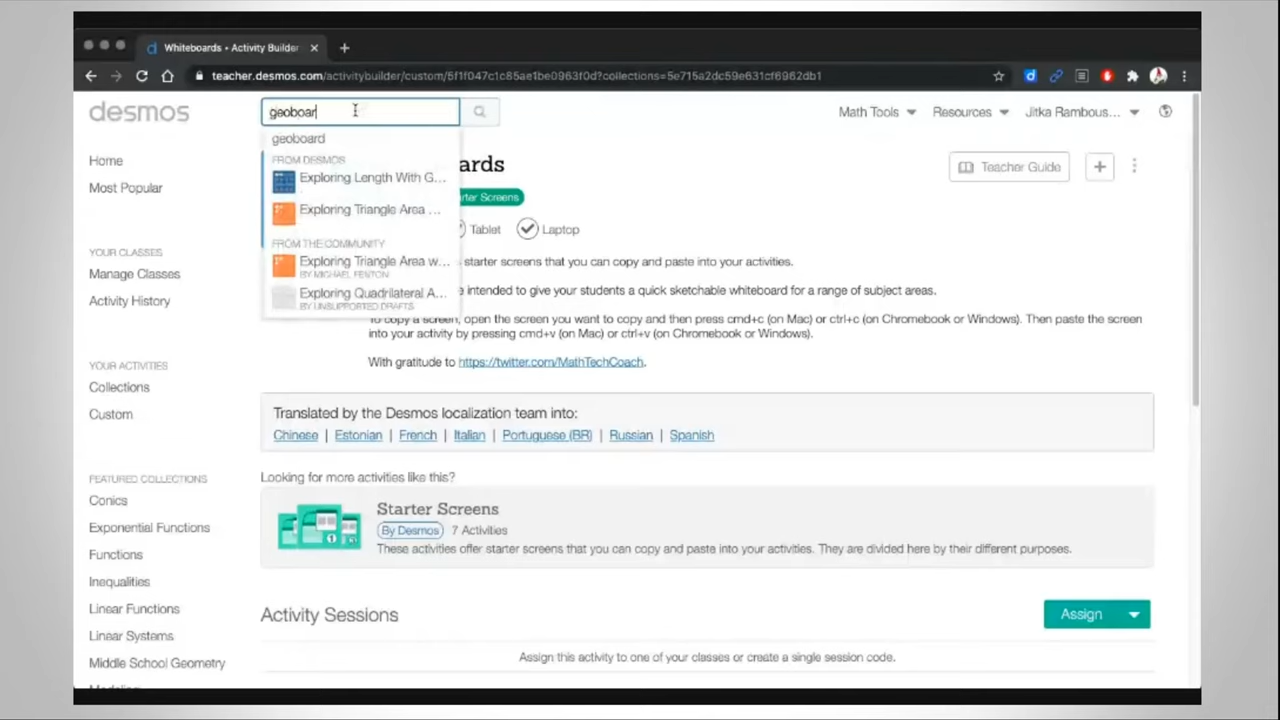 Whiteboards • Activity Builder
teacher.desmos.com/activitybuilder/custom/5f1f047c1c85ae1be0963f0d?collections=5e715a2dc59e631cf6962db1
desmos
geoboar
Math Tools
Resources
Jitka Rambous...
geoboard
FROM DESMOS
Exploring Length With G...
Exploring Triangle Area ...
FROM THE COMMUNITY
Exploring Triangle Area w...
BY MICHAEL FENTON
Exploring Quadrilateral A...
BY UNSUPPORTED DRAFTS
Home
Most Popular
YOUR CLASSES
Manage Classes
Activity History
YOUR ACTIVITIES
Collections
Custom
FEATURED COLLECTIONS
Conics
Exponential Functions
Functions
Inequalities
Linear Functions
Linear Systems
Middle School Geometry
ards
Teacher Guide
rter Screens
Tablet
Laptop
starter screens that you can copy and paste into your activities.
e intended to give your students a quick sketchable whiteboard for a range of subject areas.
To copy a screen, open the screen you want to copy and then press cmd+c (on Mac) or ctrl+c (on Chromebook or Windows). Then paste the screen
into your activity by pressing cmd+v (on Mac) or ctrl+v (on Chromebook or Windows).
With gratitude to https://twitter.com/MathTechCoach.
Translated by the Desmos localization team into:
Chinese | Estonian | French | Italian | Portuguese (BR) | Russian | Spanish
Looking for more activities like this?
Starter Screens
By Desmos 7 Activities
These activities offer starter screens that you can copy and paste into your activities. They are divided here by their different purposes.
Activity Sessions
Assign
Assign this activity to one of your classes or create a single session code.